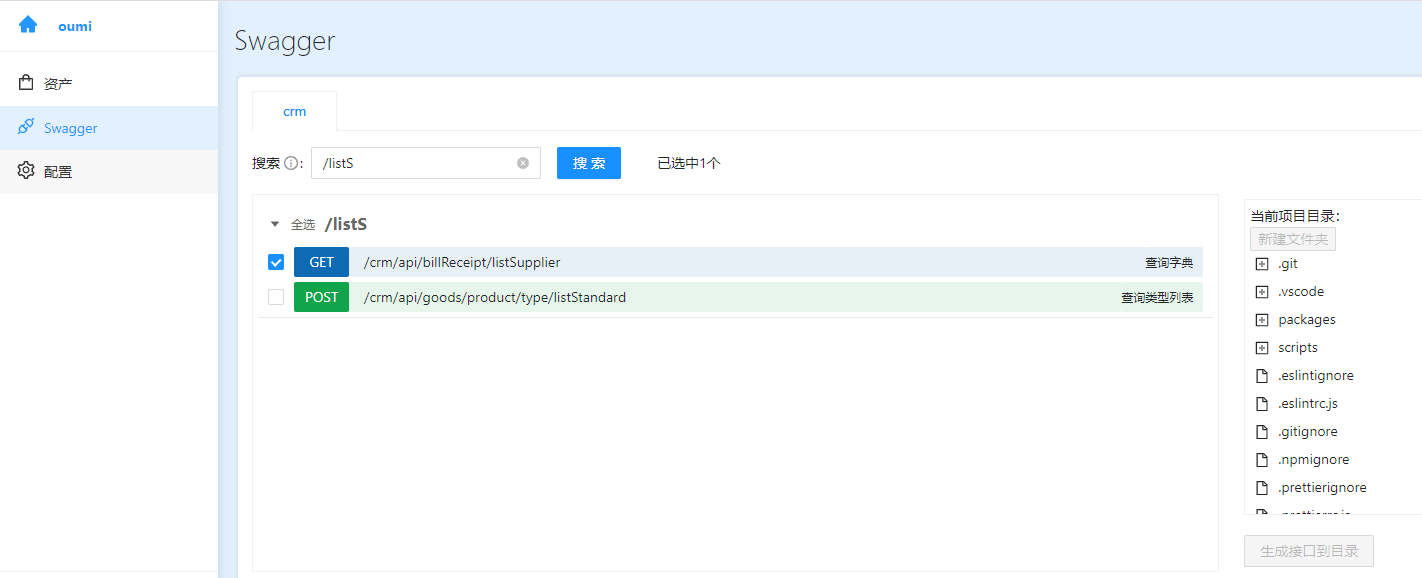 oumi
资产
Swagger
配置
Swagger
crm
搜索 : /listS 搜 索 已选中1个
全选 /listS
GET /crm/api/billReceipt/listSupplier 查询字典
POST /crm/api/goods/product/type/listStandard 查询类型列表
当前项目目录:
新建文件夹
.git
.vscode
packages
scripts
.eslintignore
.eslintrc.js
.gitignore
.npmignore
.prettierignore
生成接口到目录